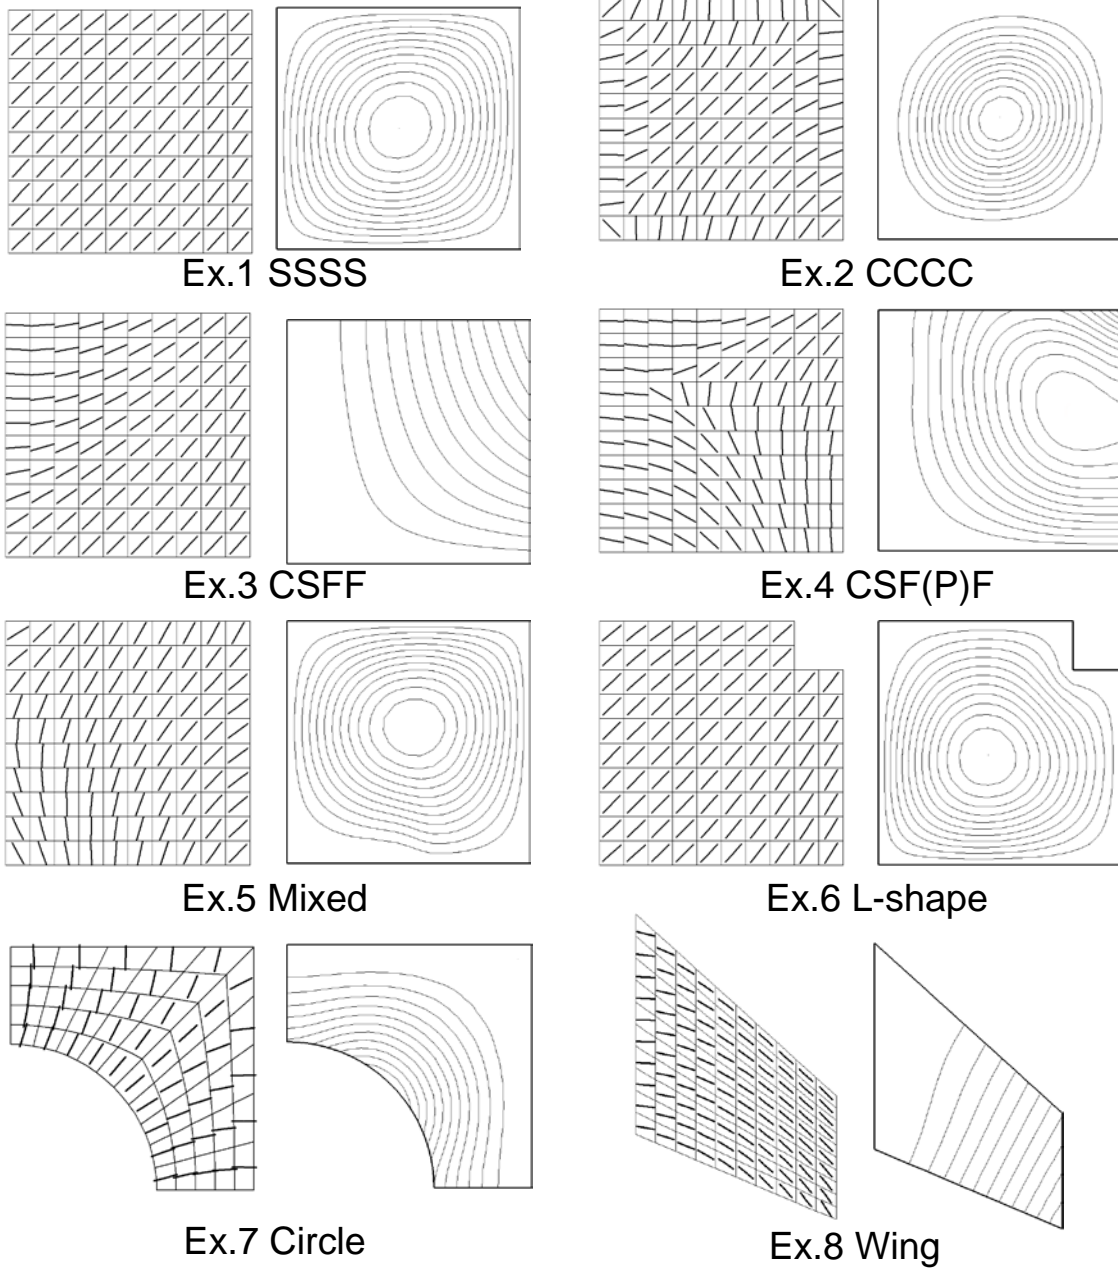 Ex.1 SSSS
Ex.2 CCCC
Ex.3 CSFF
Ex.4 CSF(P)F
Ex.5 Mixed
Ex.6 L-shape
Ex.7 Circle
Ex.8 Wing